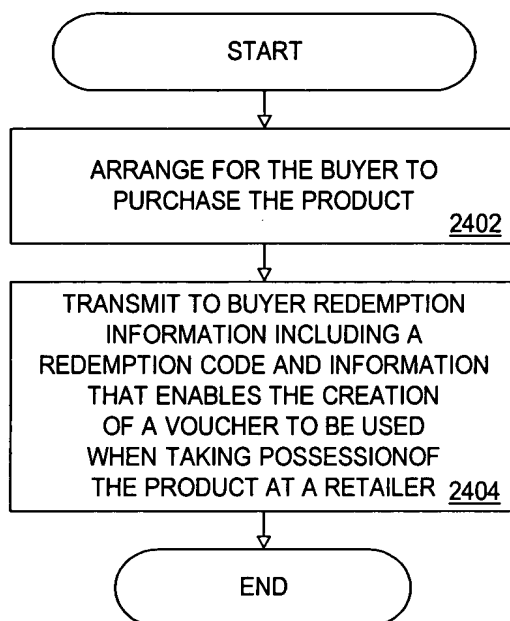 START
ARRANGE FOR THE BUYER TO
PURCHASE THE PRODUCT
2402
TRANSMIT TO BUYER REDEMPTION
INFORMATION INCLUDING A
REDEMPTION CODE AND INFORMATION
THAT ENABLES THE CREATION
OF A VOUCHER TO BE USED
WHEN TAKING POSSESSIONOF
THE PRODUCT AT A RETAILER
2404
END